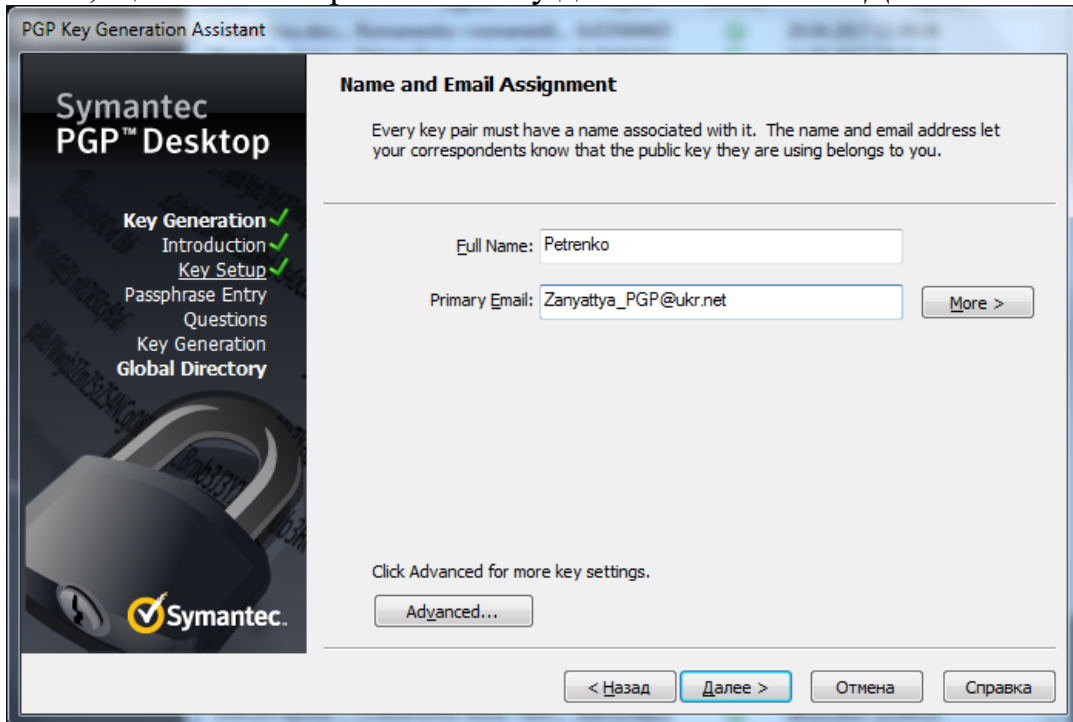 PGP Key Generation Assistant
Symantec
PGP™ Desktop
Key Generation
Introduction
Key Setup
Passphrase Entry
Questions
Key Generation
Global Directory
Symantec.
Name and Email Assignment
Every key pair must have a name associated with it. The name and email address let
your correspondents know that the public key they are using belongs to you.
Full Name: Petrenko
Primary Email: Zanyattya_PGP@ukr.net More >
Click Advanced for more key settings.
Advanced...
< Назад Далее > Отмена Справка